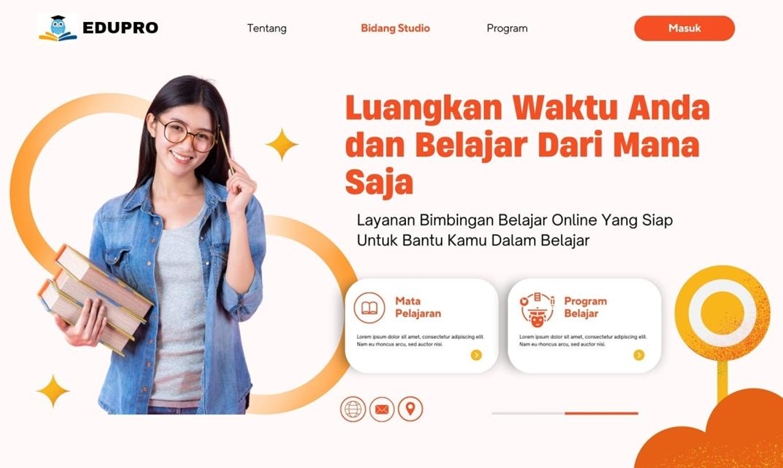 EDUPRO
Tentang
Bidang Studio
Program
Masuk
Luangkan Waktu Anda
dan Belajar Dari Mana
Saja
Layanan Bimbingan Belajar Online Yang Siap
Untuk Bantu Kamu Dalam Belajar
Mata
Pelajaran
Lorem ipsum dolor sit amet, consectetur adipiscing elit.
Nam eu rhoncus arcu, sed auctor nisi.
Program
Belajar
Lorem ipsum dolor sit amet, consectetur adipiscing elit.
Nam eu rhoncus arcu, sed auctor nisi.